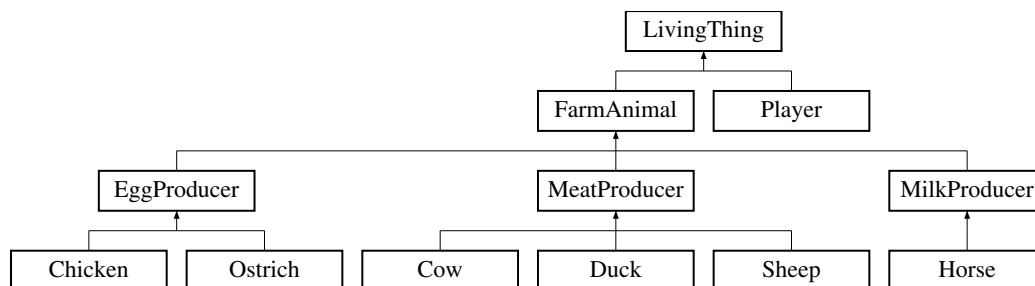 LivingThing
FarmAnimal Player
EggProducer MeatProducer MilkProducer
Chicken Ostrich Cow Duck Sheep Horse